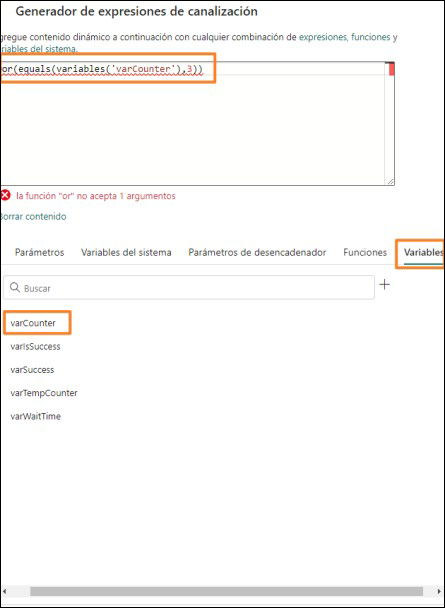 Generador de expresiones de canalización
gregue contenido dinámico a continuación con cualquier combinación de expresiones, funciones y
riables del sistema.
or(equals(variables('varCounter'),3))
la función "or" no acepta 1 argumentos
Borrar contenido
Parámetros Variables del sistema Parámetros de desencadenador Funciones Variables
Buscar
varCounter
varIsSuccess
varSuccess
varTempCounter
varWaitTime